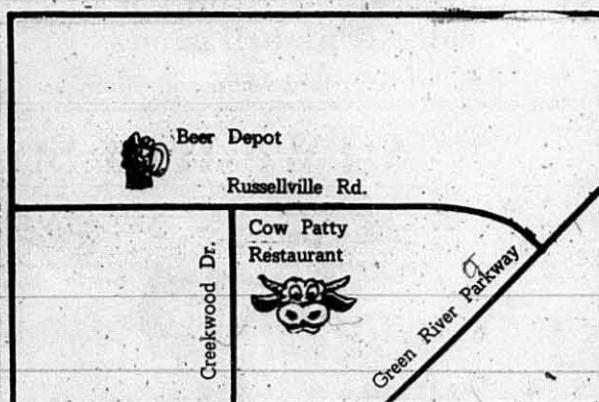 Beer Depot
Russellville Rd.
Cow Patty
Restaurant
Creekwood Dr.
Green River Parkway